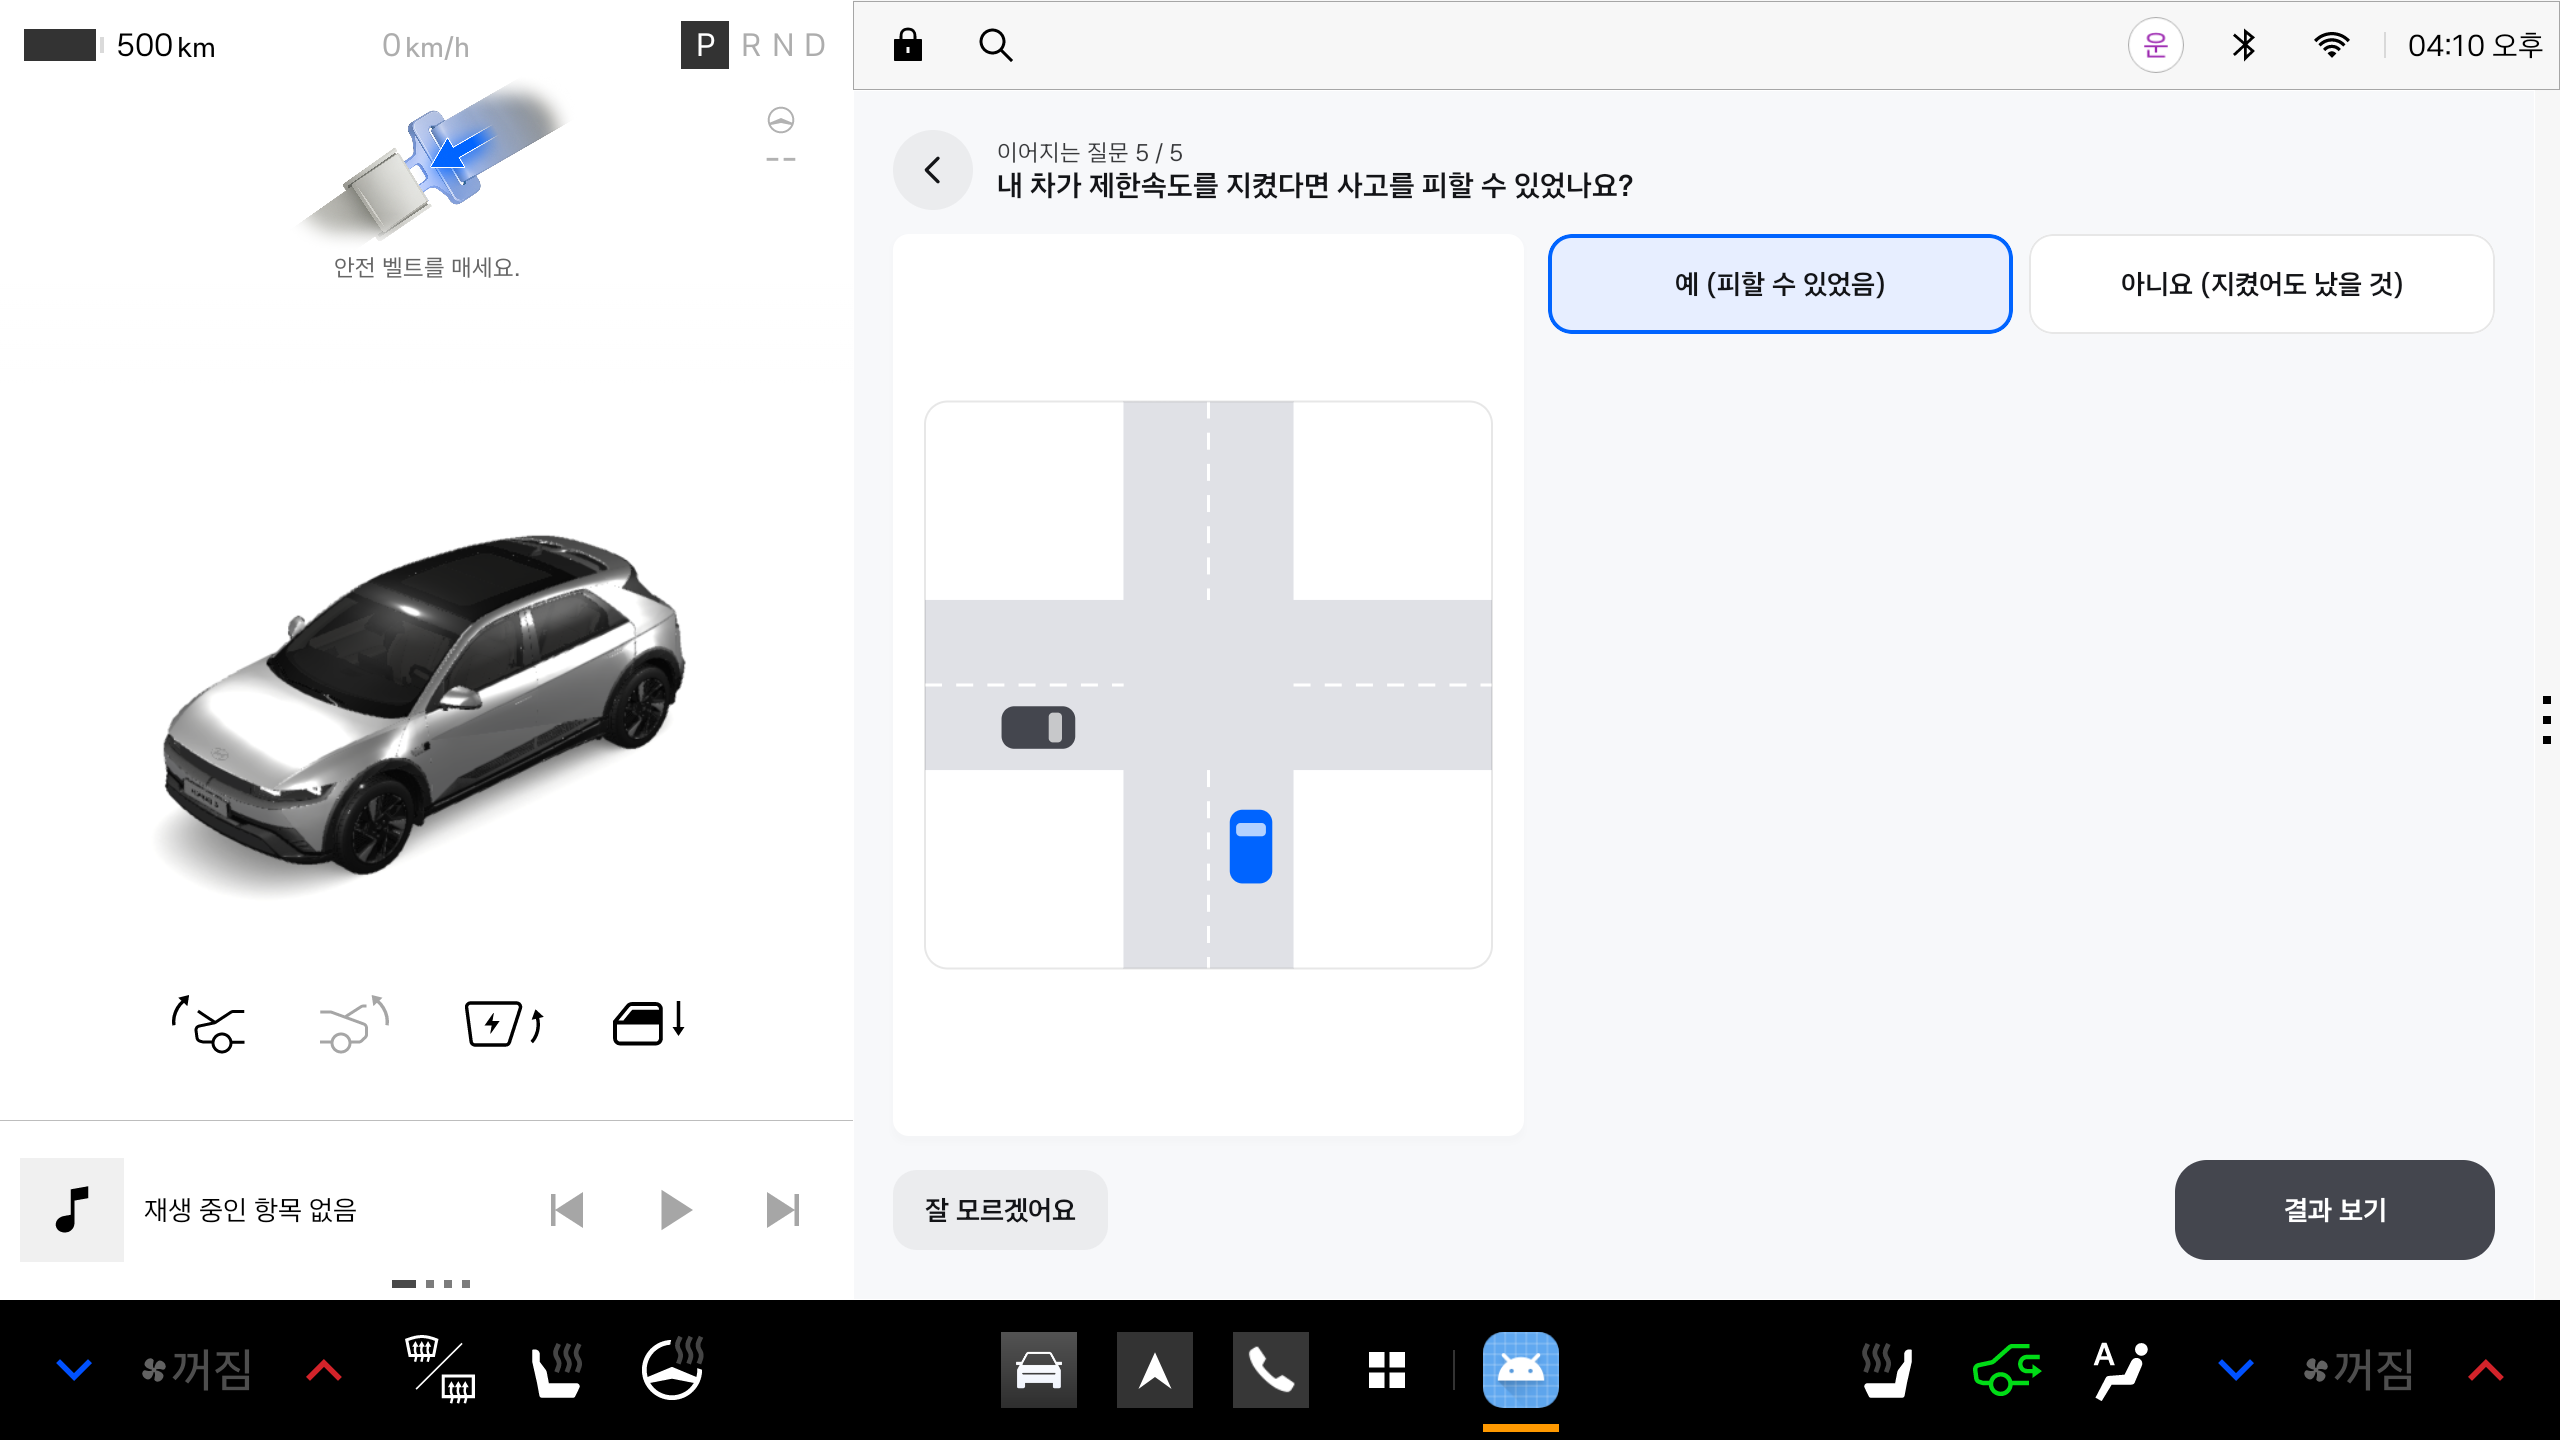 500 km
0 km/h
P R N D
운
04:10 오후
안전 벨트를 매세요.
--
이어지는 질문 5 / 5
내 차가 제한속도를 지켰다면 사고를 피할 수 있었나요?
예 (피할 수 있었음)
아니요 (지켰어도 났을 것)
재생 중인 항목 없음
잘 모르겠어요
결과 보기
꺼짐
A
꺼짐